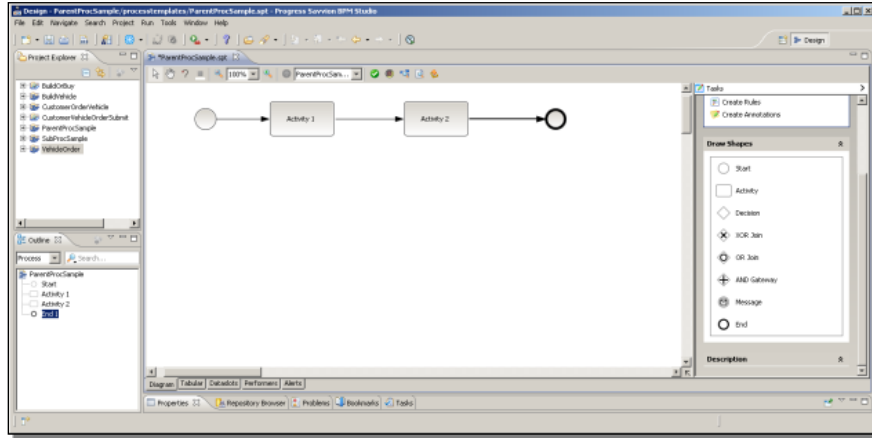 Design - ParentProcSample/processtemplates/ParentProcSample.spt - Progress Savvion BPM Studio
File Edit Navigate Search Project Run Tools Window Help
Design
Project Explorer
BuildOrBuy
BuildVehicle
CustomerOrderVehicle
CustomerVehicleOrderSubmit
ParentProcSample
SubProcSample
VehicleOrder
Outline
Process Search...
ParentProcSample
Start
Activity 1
Activity 2
End 1
*ParentProcSample.spt
100% ParentProcSam...
Activity 1 Activity 2
Diagram Tabular Dataslots Performers Alerts
Tasks
Create Rules
Create Annotations
Draw Shapes
Start
Activity
Decision
XOR Join
OR Join
AND Gateway
Message
End
Description
Properties Repository Browser Problems Bookmarks Tasks